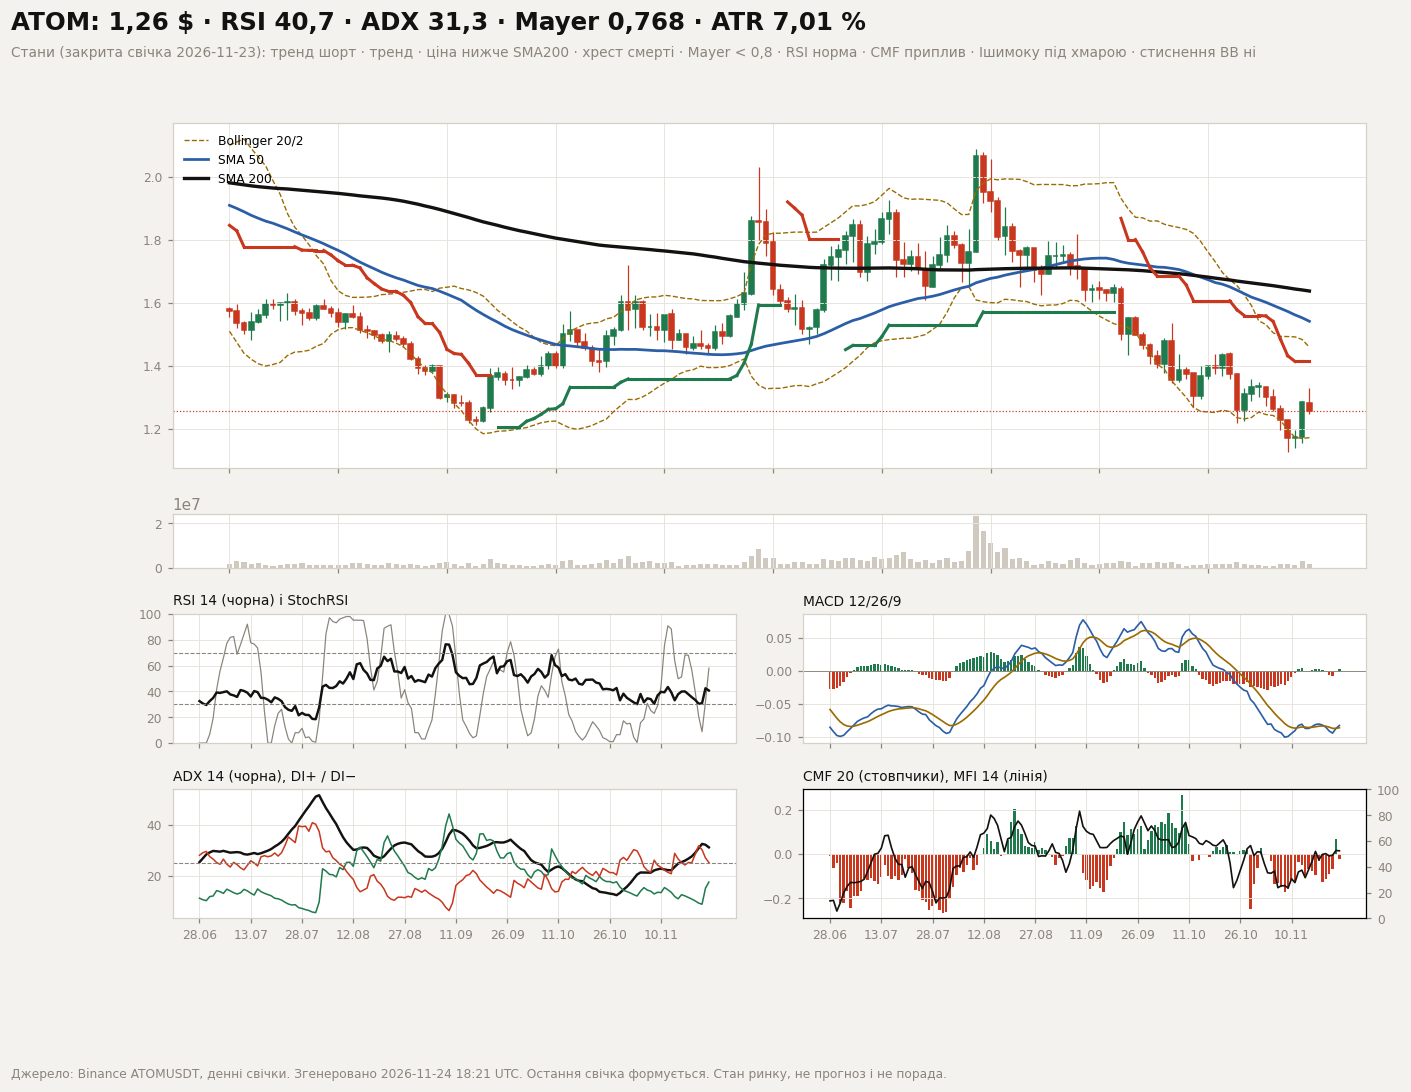 ATOM: 1,26 $ · RSI 40,7 · ADX 31,3 · Mayer 0,768 · ATR 7,01 %
Стани (закрита свічка 2026-11-23): тренд шорт · тренд · ціна нижче SMA200 · хрест смерті · Mayer < 0,8 · RSI норма · CMF приплив · Ішимоку під хмарою · стиснення BB ні
Bollinger 20/2
SMA 50
SMA 200
2.0
1.8
1.6
1.4
1.2
1e7
2
0
RSI 14 (чорна) і StochRSI
100
80
60
40
20
0
MACD 12/26/9
0.05
0.00
−0.05
−0.10
ADX 14 (чорна), DI+ / DI−
40
20
28.06 13.07 28.07 12.08 27.08 11.09 26.09 11.10 26.10 10.11
CMF 20 (стовпчики), MFI 14 (лінія)
0.2
0.0
−0.2
100
80
60
40
20
0
28.06 13.07 28.07 12.08 27.08 11.09 26.09 11.10 26.10 10.11
Джерело: Binance ATOMUSDT, денні свічки. Згенеровано 2026-11-24 18:21 UTC. Остання свічка формується. Стан ринку, не прогноз і не порада.